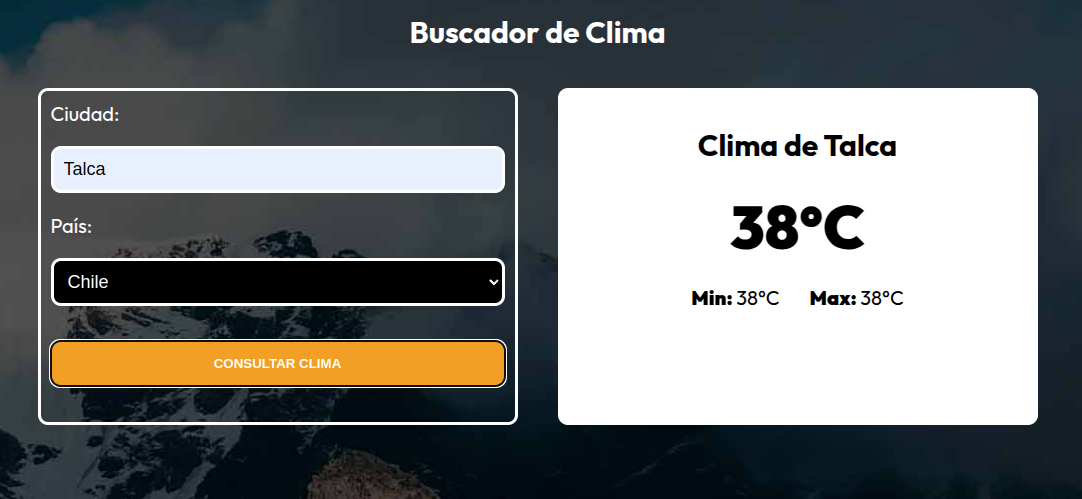 Buscador de Clima
Ciudad:
Talca
País:
Chile
CONSULTAR CLIMA
Clima de Talca
38°C
Min: 38°C Max: 38°C